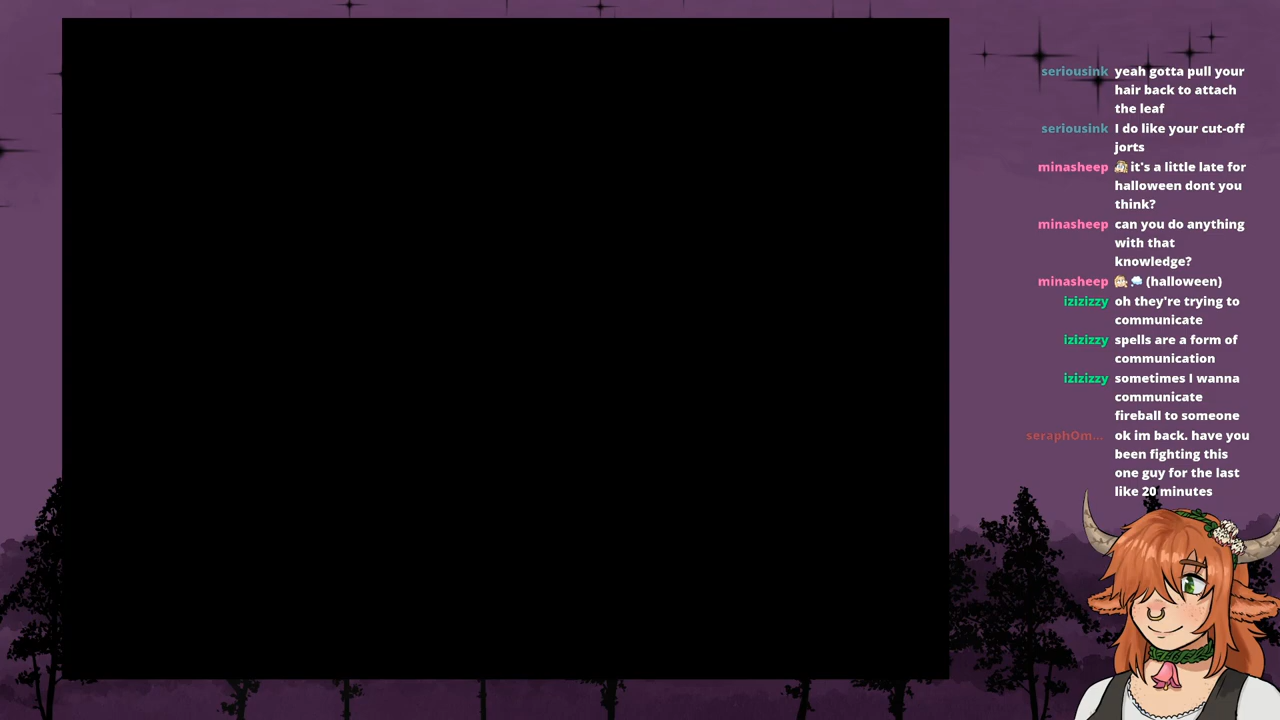 seriousink yeah gotta pull your
hair back to attach
the leaf
seriousink I do like your cut-off
jorts
minasheep it's a little late for
halloween dont you
think?
minasheep can you do anything
with that
knowledge?
minasheep (halloween)
izizizzy oh they're trying to
communicate
izizizzy spells are a form of
communication
izizizzy sometimes I wanna
communicate
fireball to someone
seraphOm... ok im back. have you
been fighting this
one guy for the last
like 20 minutes